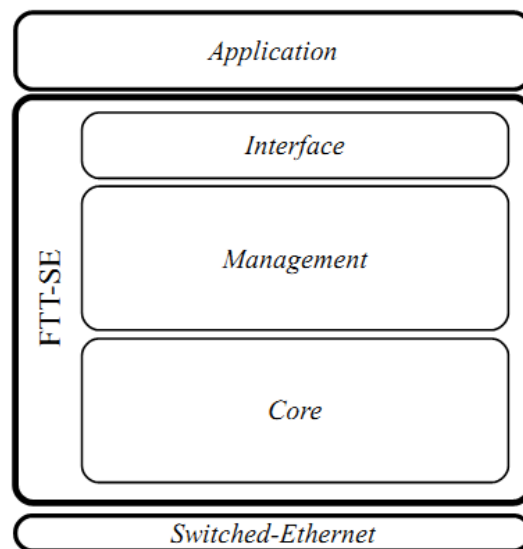 Application
Interface
FTT-SE
Management
Core
Switched-Ethernet